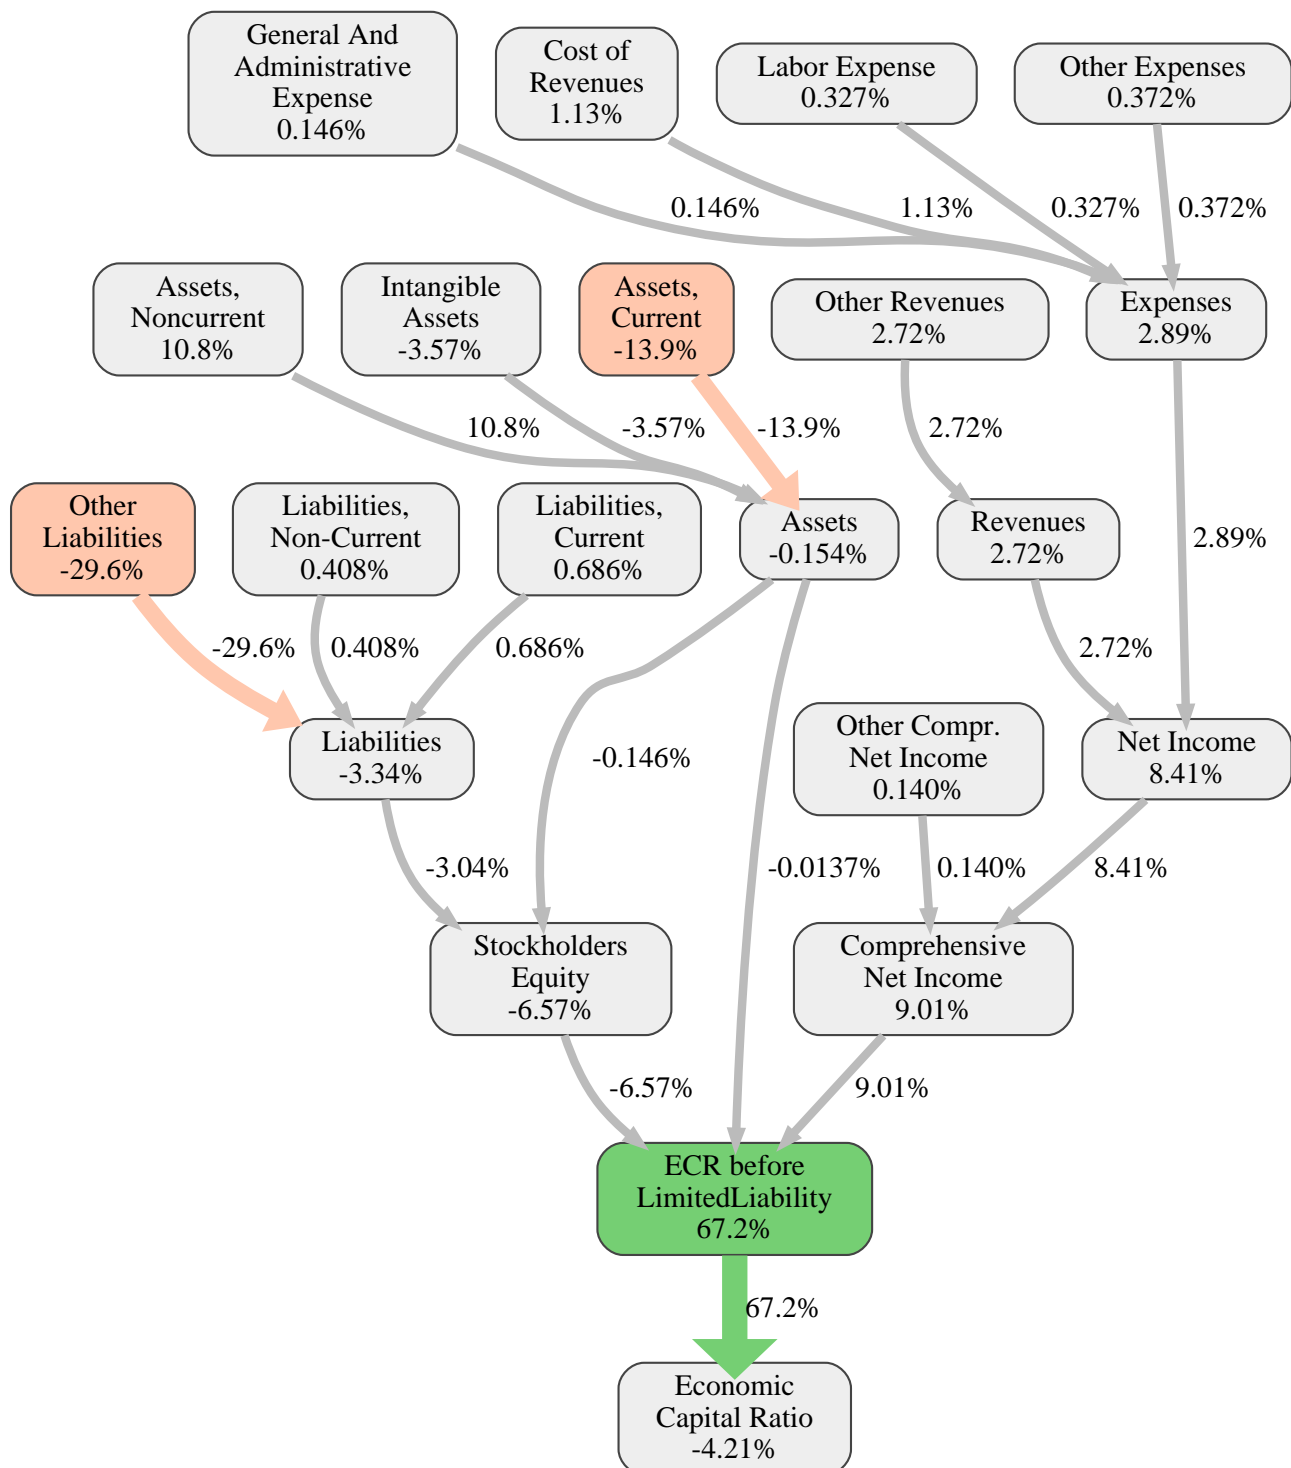 General And
Administrative
Expense
0.146%
Cost of
Revenues
1.13%
Labor Expense
0.327%
Other Expenses
0.372%
0.146%
1.13%
0.327%
0.372%
Assets,
Noncurrent
10.8%
Intangible
Assets
-3.57%
Assets,
Current
-13.9%
Other Revenues
2.72%
Expenses
2.89%
10.8%
-3.57%
-13.9%
2.72%
2.89%
Other
Liabilities
-29.6%
Liabilities,
Non-Current
0.408%
Liabilities,
Current
0.686%
Assets
-0.154%
Revenues
2.72%
-29.6%
0.408%
0.686%
2.72%
Liabilities
-3.34%
-0.146%
Other Compr.
Net Income
0.140%
Net Income
8.41%
-3.04%
-0.0137%
0.140%
8.41%
Stockholders
Equity
-6.57%
Comprehensive
Net Income
9.01%
-6.57%
9.01%
ECR before
LimitedLiability
67.2%
67.2%
Economic
Capital Ratio
-4.21%